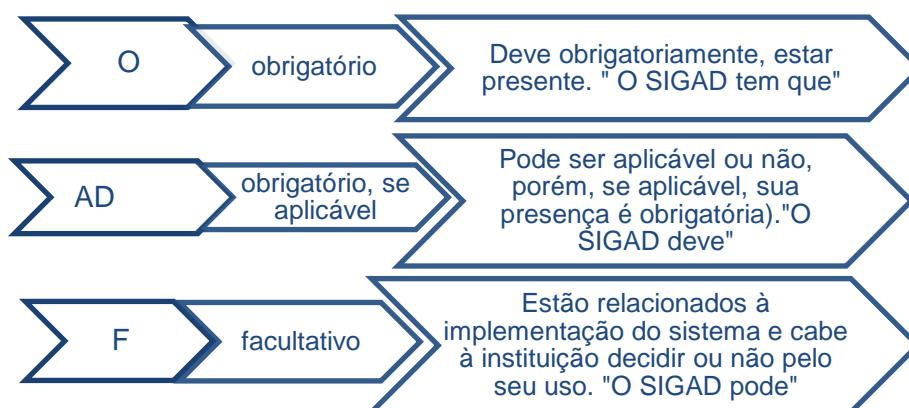 O
obrigatório
Deve obrigatoriamente, estar
presente. " O SIGAD tem que"
AD
obrigatório, se
aplicável
Pode ser aplicável ou não,
porém, se aplicável, sua
presença é obrigatória)."O
SIGAD deve"
F
facultativo
Estão relacionados à
implementação do sistema e cabe
à instituição decidir ou não pelo
seu uso. "O SIGAD pode"